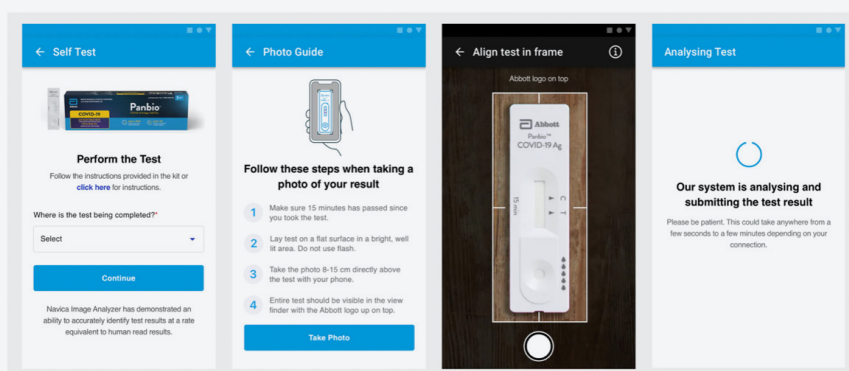 Self Test
Panbio
COVID-19
Perform the Test
Follow the instructions provided in the kit or
click here for instructions.
Where is the test being completed?*
Select
Continue
Navica Image Analyzer has demonstrated an
ability to accurately identify test results at a rate
equivalent to human read results.
Photo Guide
Follow these steps when taking a
photo of your result
1 Make sure 15 minutes has passed since
you took the test.
2 Lay test on a flat surface in a bright, well
lit area. Do not use flash.
3 Take the photo 8-15 cm directly above
the test with your phone.
4 Entire test should be visible in the view
finder with the Abbott logo up on top.
Take Photo
Align test in frame
Abbott logo on top
Abbott
Panbio™
COVID-19 Ag
15 min
C
T
Analysing Test
Our system is analysing and
submitting the test result
Please be patient. This could take anywhere from a
few seconds to a few minutes depending on your
connection.